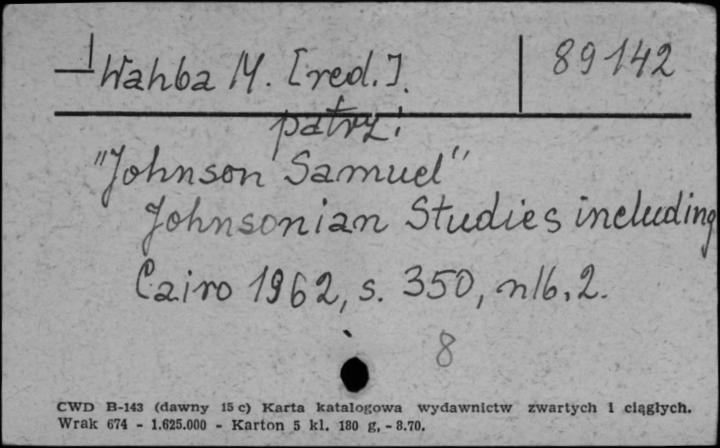 Wahba M. [red.]. 89142
patrz:
"Johnson Samuel"
Johnsonian Studies including
Cairo 1962, s. 350, nlb. 2.
8
CWD B-143 (dawny 15 c) Karta katalogowa wydawnictw zwartych i ciągłych.
Wrak 674 - 1.625.000 - Karton 5 kl. 180 g, - 8.70.